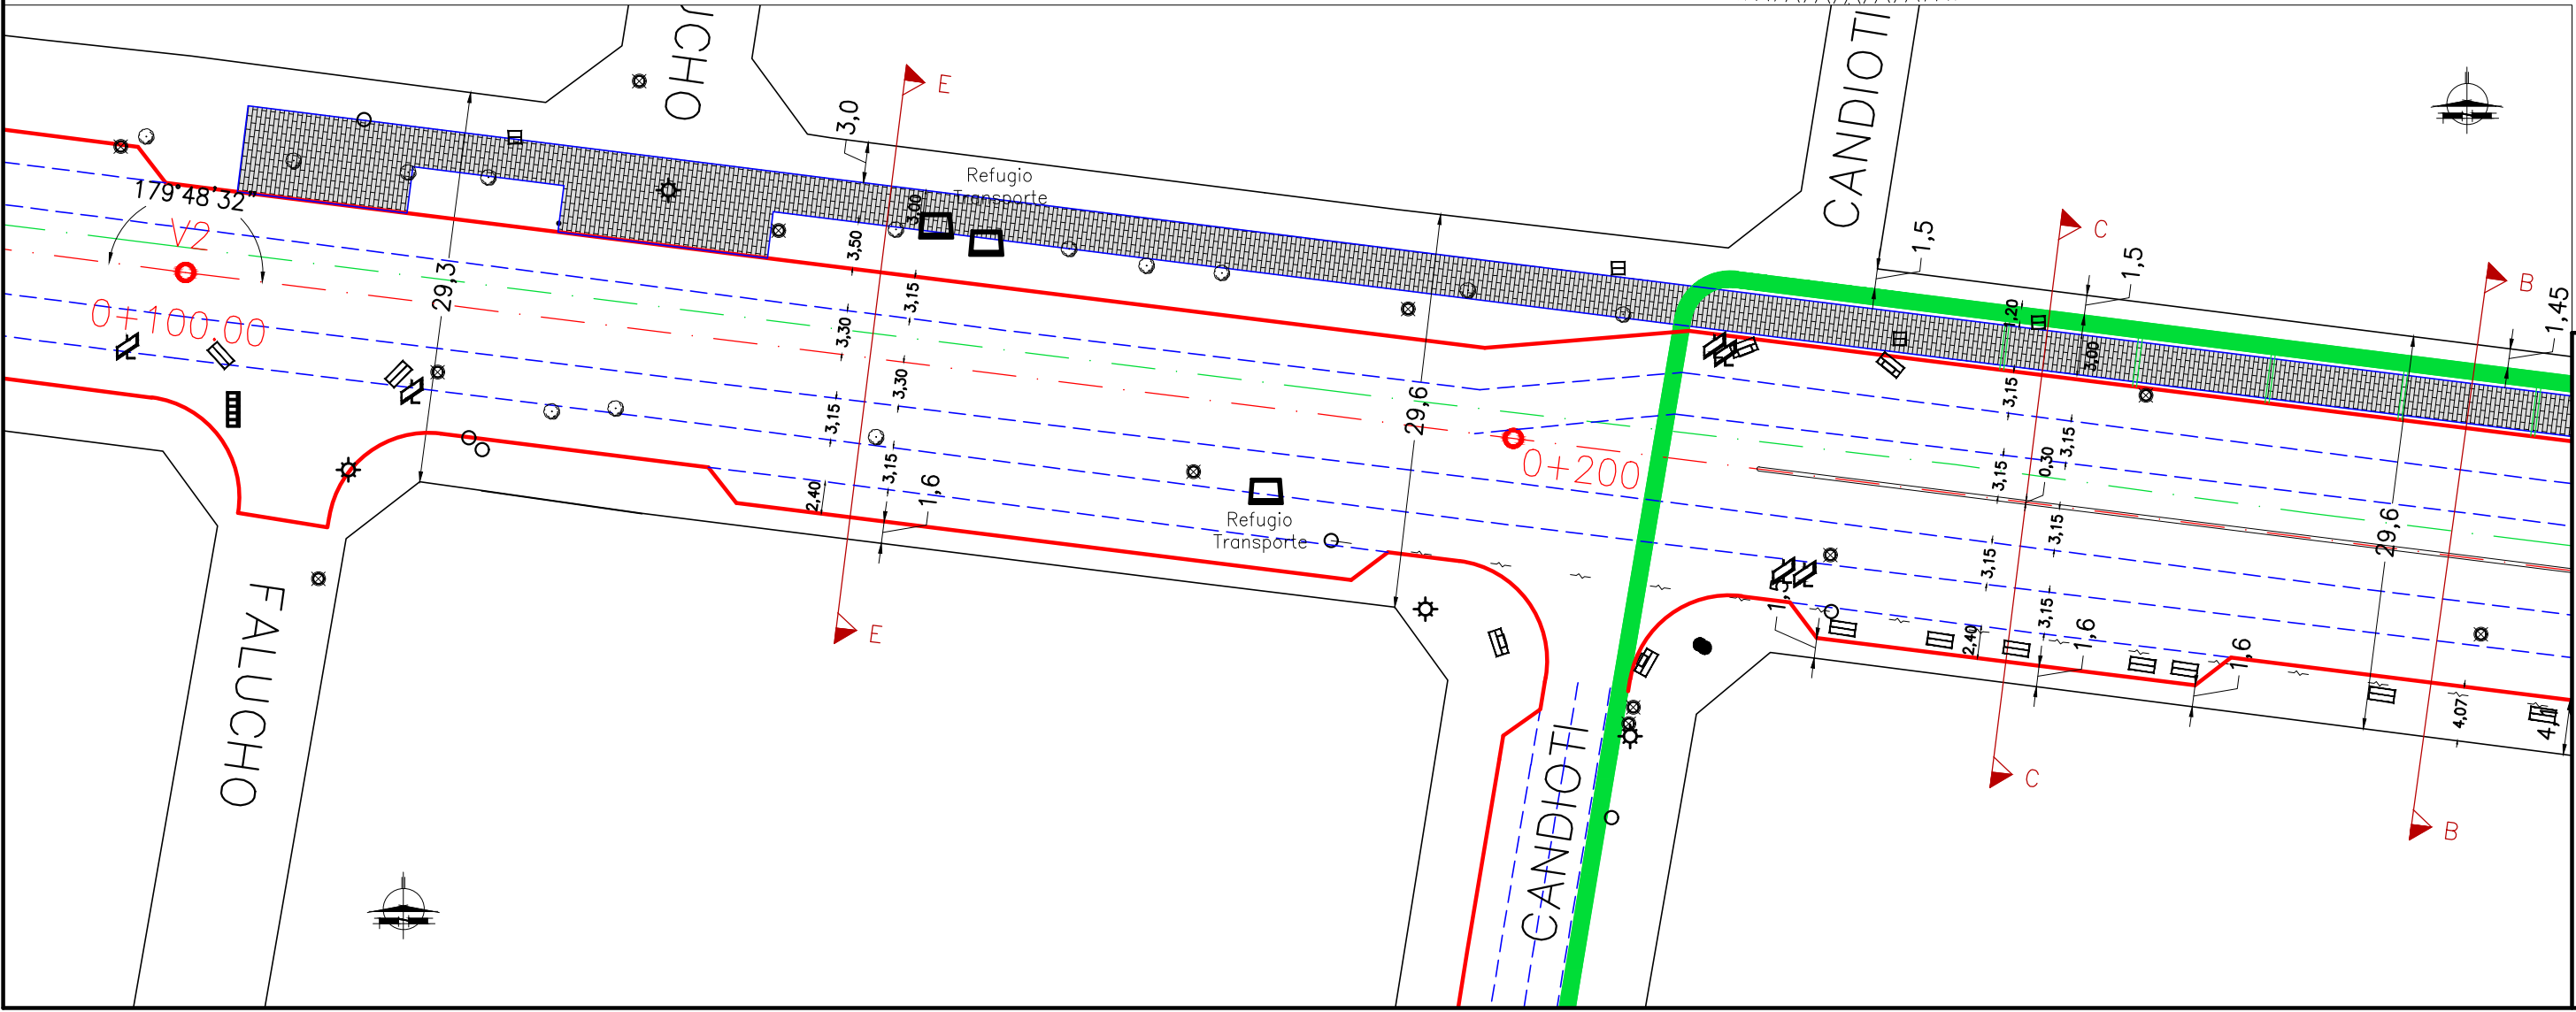 UCHO
CANDIOTI
3,0
E
Refugio
Transporte
179°48'32"
V2
0+100.00
29,3
3,00
3,50
3,15
3,30
3,30
3,15
3,15
2,40
1,6
E
29,6
0+200
Refugio
Transporte
1,5
C
1,5
B
1,45
1,20
3,00
3,15
3,15
0,30
3,15
3,15
3,15
3,15
2,40
1,6
1,6
29,6
4,07
C
B
FALUCHO
CANDIOTI